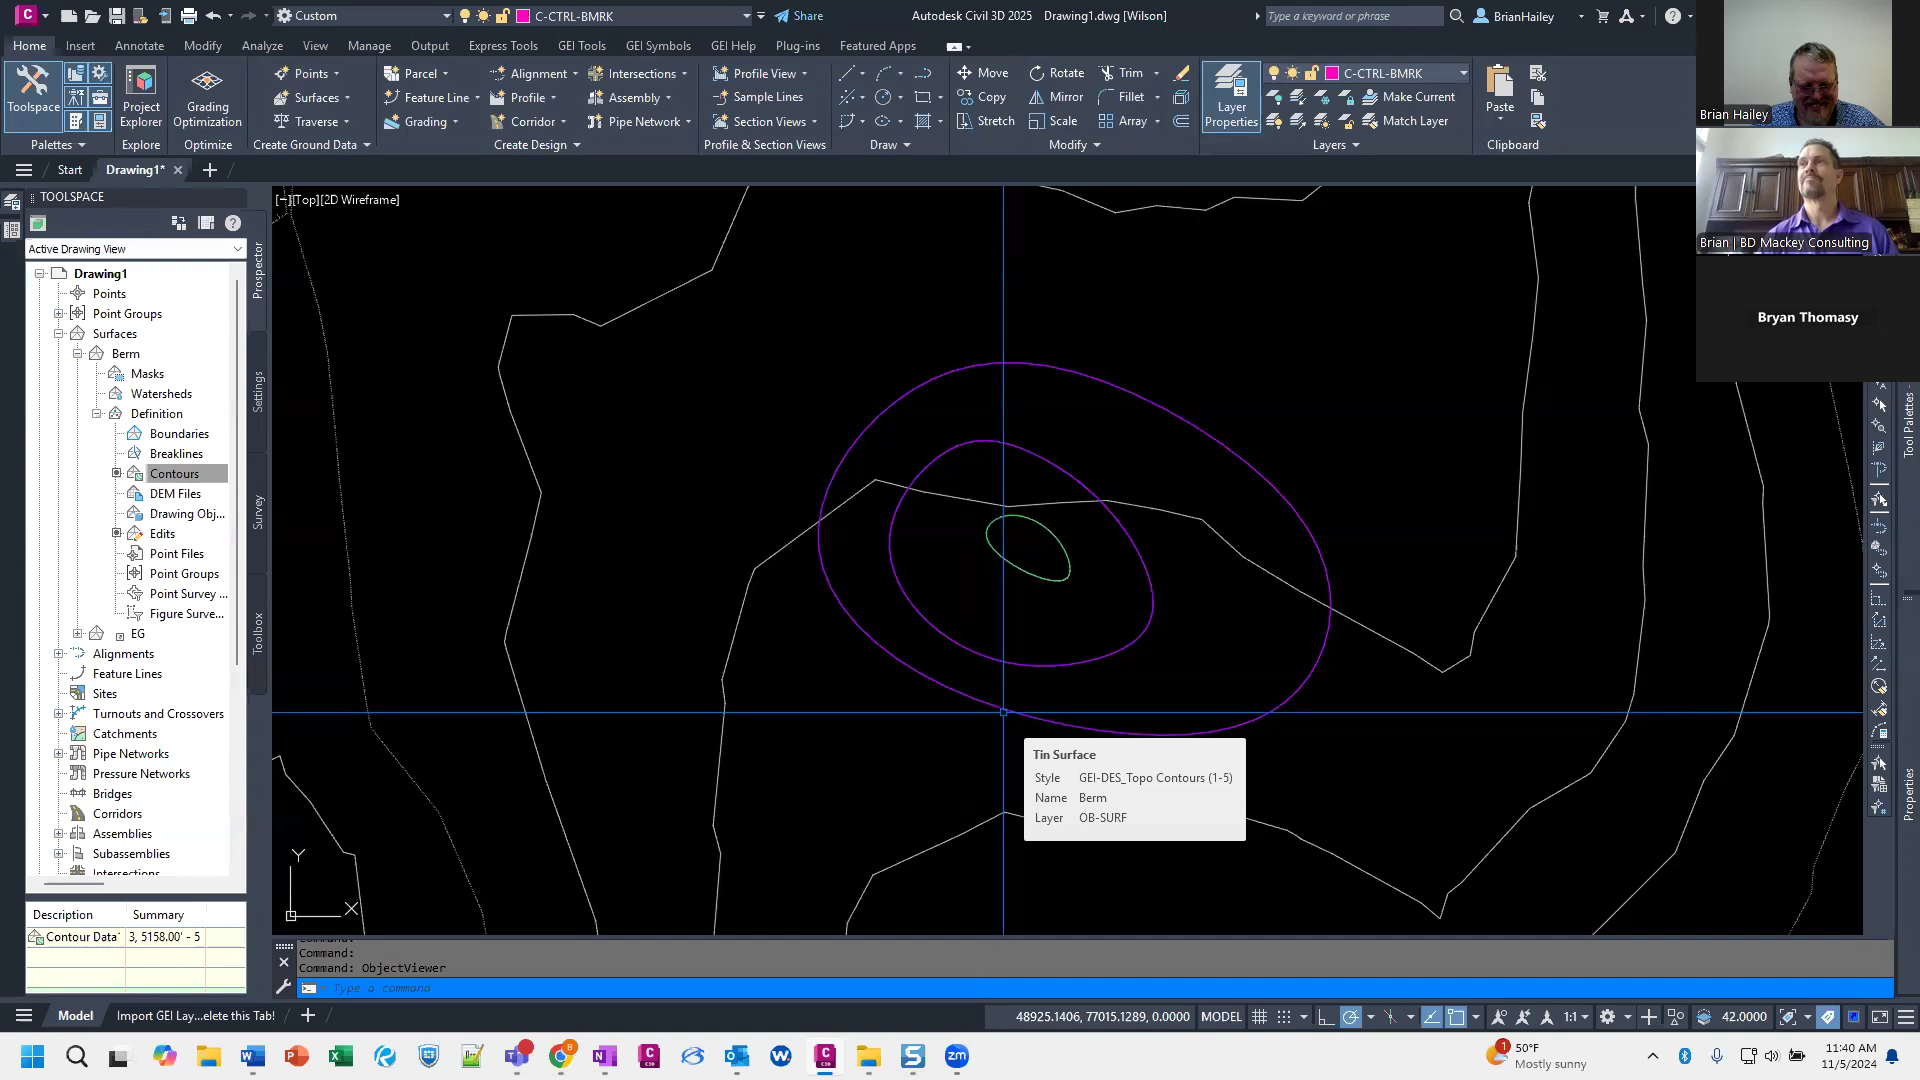 Custom
C-CTRL-BMRK
Share
Autodesk Civil 3D 2025 Drawing1.dwg [Wilson]
Type a keyword or phrase
BrianHailey
Home
Insert
Annotate
Modify
Analyze
View
Manage
Output
Express Tools
GEI Tools
GEI Symbols
GEI Help
Plug-ins
Featured Apps
Toolspace
Project Explorer
Grading Optimization
Points
Surfaces
Traverse
Parcel
Feature Line
Grading
Alignment
Profile
Corridor
Intersections
Assembly
Pipe Network
Profile View
Sample Lines
Section Views
Move
Copy
Stretch
Rotate
Mirror
Scale
Trim
Fillet
Array
Layer Properties
C-CTRL-BMRK
Make Current
Match Layer
Paste
Palettes
Explore
Optimize
Create Ground Data
Create Design
Profile & Section Views
Draw
Modify
Layers
Clipboard
Start
Drawing1*
TOOLSPACE
Active Drawing View
Drawing1
Points
Point Groups
Surfaces
Berm
Masks
Watersheds
Definition
Boundaries
Breaklines
Contours
DEM Files
Drawing Obj...
Edits
Point Files
Point Groups
Point Survey ...
Figure Surve...
EG
Alignments
Feature Lines
Sites
Turnouts and Crossovers
Catchments
Pipe Networks
Pressure Networks
Bridges
Corridors
Assemblies
Subassemblies
Intersections
Prospector
Settings
Survey
Toolbox
Description Summary
Contour Data 3, 5158.00' - 5
[−][Top][2D Wireframe]
Tin Surface
Style GEI-DES_Topo Contours (1-5)
Name Berm
Layer OB-SURF
Y
X
Brian Hailey
Brian | BD Mackey Consulting
Bryan Thomasy
Tool Palettes
Properties
Command:
Command: ObjectViewer
Type a command
Model
Import GEI Lay...elete this Tab!
48925.1406, 77015.1289, 0.0000
MODEL
1:1
42.0000
50°F
Mostly sunny
11:40 AM
11/5/2024